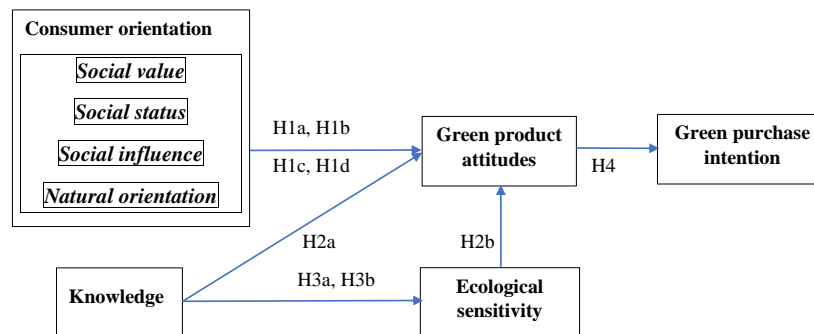 Consumer orientation
Social value
Social status
Social influence
Natural orientation
H1a, H1b
H1c, H1d
Green product
attitudes
H4
Green purchase
intention
H2a
H2b
H3a, H3b
Knowledge
Ecological
sensitivity